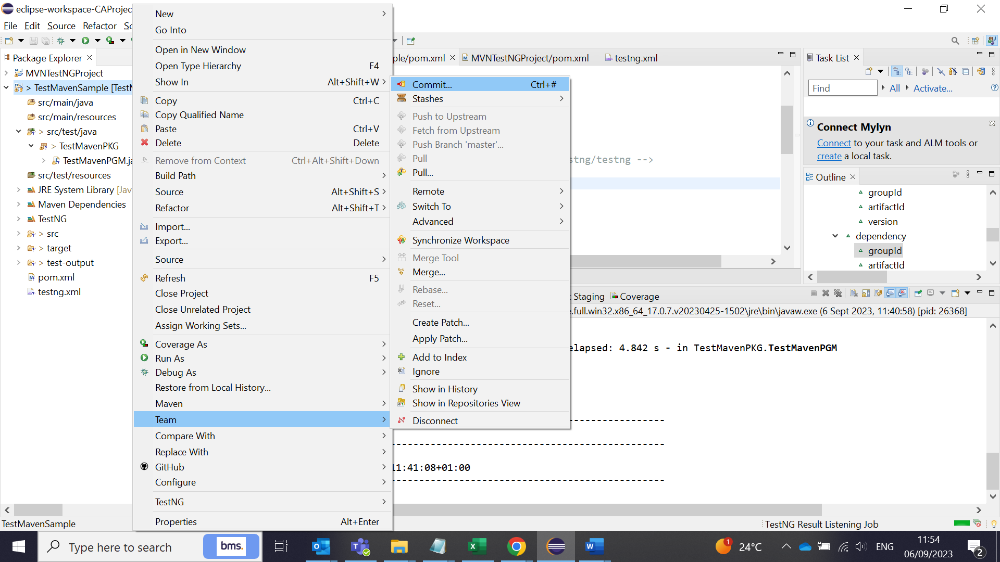 eclipse-workspace-CAProjec
File Edit Source Refactor
Package Explorer
MVNTestNGProject
> TestMavenSample [TestM
src/main/java
src/main/resources
> src/test/java
> TestMavenPKG
TestMavenPGM.ja
src/test/resources
JRE System Library [Jav
Maven Dependencies
TestNG
> src
> target
> test-output
pom.xml
testng.xml
New
Go Into
Open in New Window
Open Type Hierarchy F4
Show In Alt+Shift+W
Copy Ctrl+C
Copy Qualified Name
Paste Ctrl+V
Delete Delete
Remove from Context Ctrl+Alt+Shift+Down
Build Path
Source Alt+Shift+S
Refactor Alt+Shift+T
Import...
Export...
Source
Refresh F5
Close Project
Close Unrelated Project
Assign Working Sets...
Coverage As
Run As
Debug As
Restore from Local History...
Maven
Team
Compare With
Replace With
GitHub
Configure
TestNG
Properties Alt+Enter
Commit... Ctrl+#
Stashes
Push to Upstream
Fetch from Upstream
Push Branch 'master'...
Pull
Pull...
Remote
Switch To
Advanced
Synchronize Workspace
Merge Tool
Merge...
Rebase...
Reset...
Create Patch...
Apply Patch...
Add to Index
Ignore
Show in History
Show in Repositories View
Disconnect
ple/pom.xml
MVNTestNGProject/pom.xml
testng.xml
stng/testng -->
Task List
Find
All
Activate...
Connect Mylyn
Connect to your task and ALM tools or
create a local task.
Outline
groupId
artifactId
version
dependency
groupId
artifactId
Staging
Coverage
e.full.win32.x86_64_17.0.7.v20230425-1502\jre\bin\javaw.exe (6 Sept 2023, 11:40:58) [pid: 26368]
elapsed: 4.842 s - in TestMavenPKG.TestMavenPGM
------------------------------------------
------------------------------------------
11:41:08+01:00
------------------------------------------
TestMavenSample
TestNG Result Listening Job
Type here to search
bms.
1
24°C
ENG
11:54
06/09/2023
2